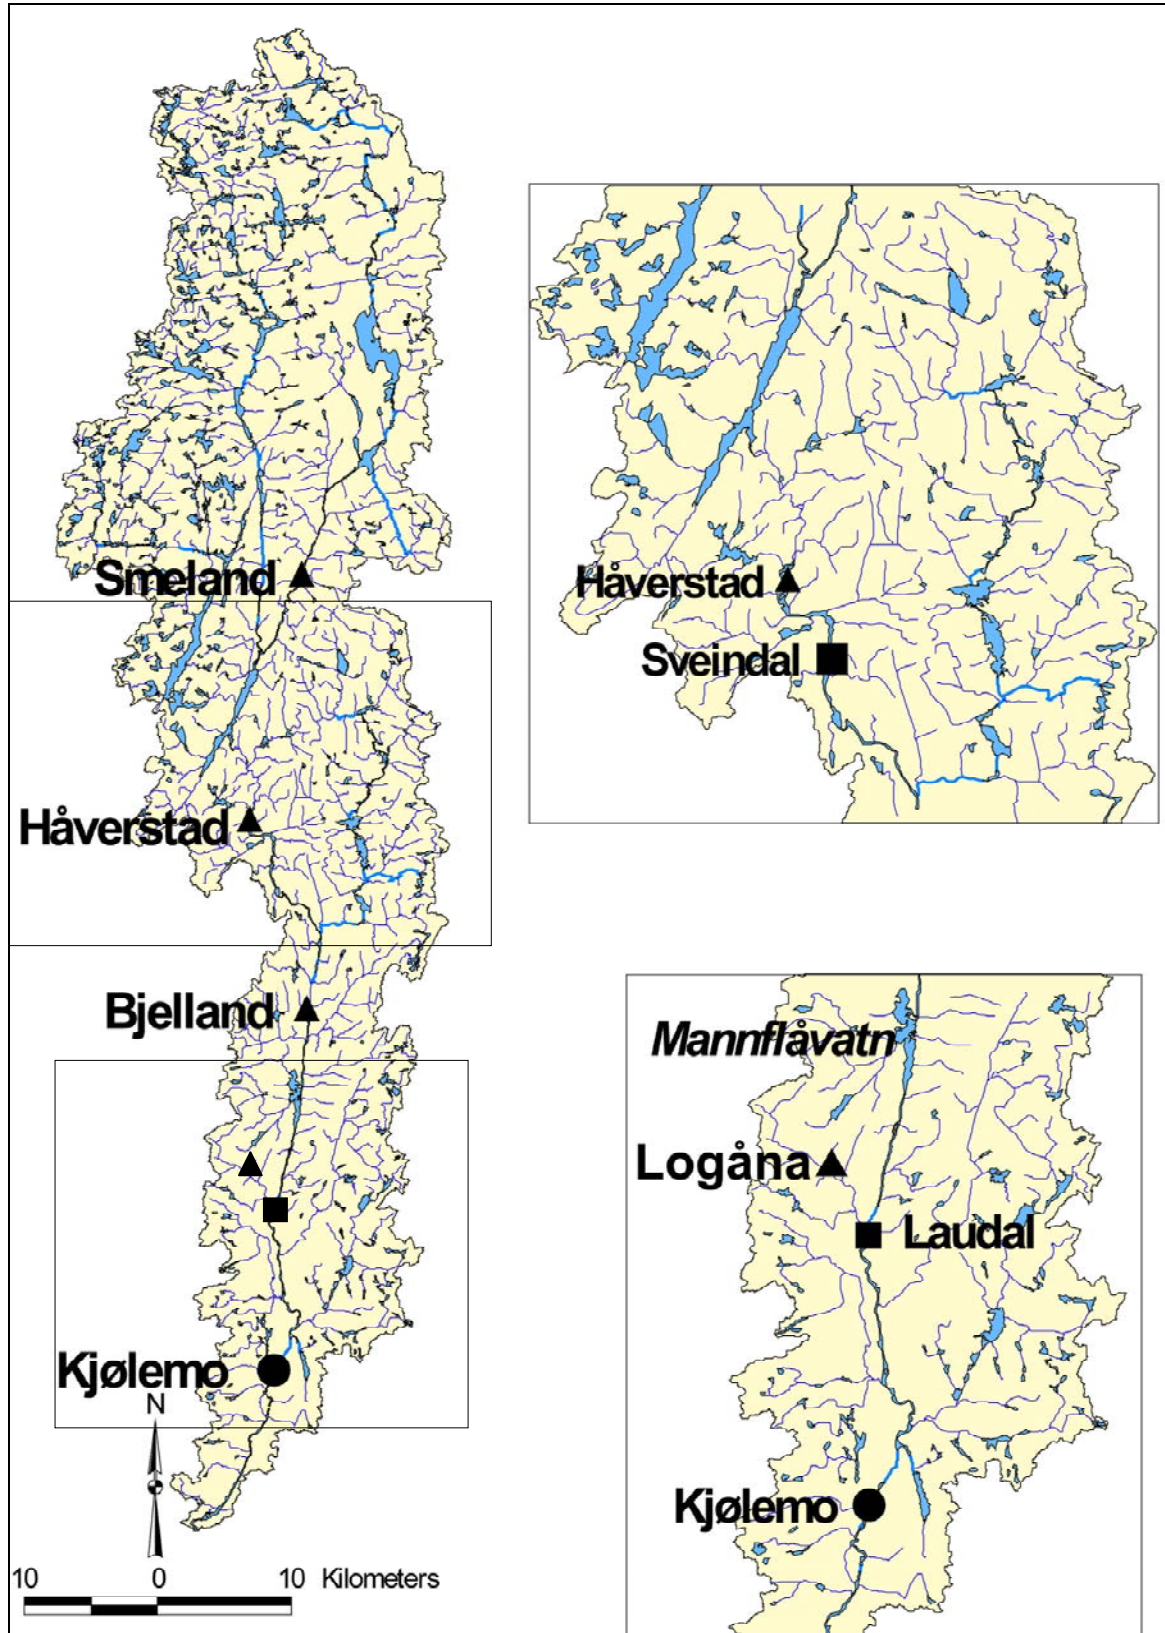 Smeland
Håverstad
Bjelland
Kjølemo
N
10 0 10 Kilometers
Håverstad
Sveindal
Mannflåvatn
Logåna
Laudal
Kjølemo